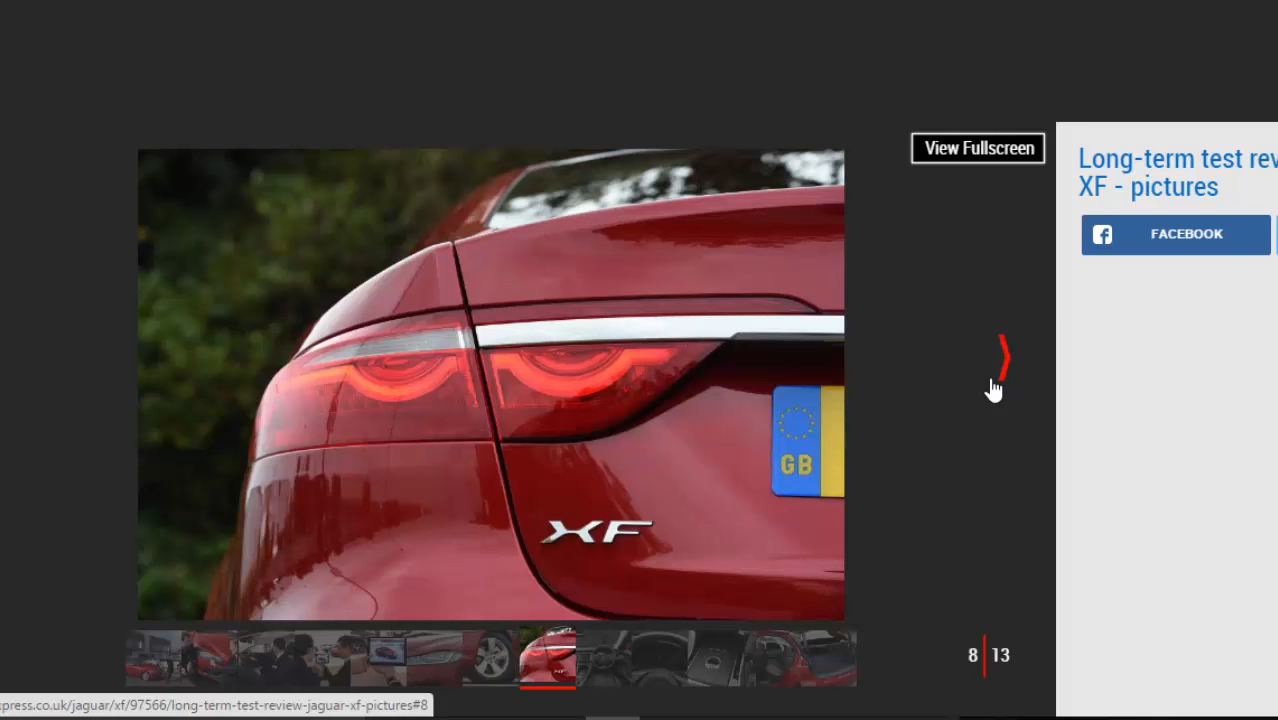 View Fullscreen
Long-term test rev
XF - pictures
FACEBOOK
GB
XF
8 | 13
xpress.co.uk/jaguar/xf/97566/long-term-test-review-jaguar-xf-pictures#8